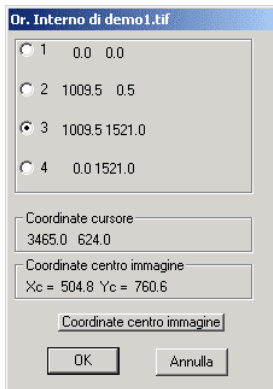 Or. Interno di demo1.tif
1 0.0 0.0
2 1009.5 0.5
3 1009.5 1521.0
4 0.0 1521.0
Coordinate cursore
3465.0 624.0
Coordinate centro immagine
Xc = 504.8 Yc = 760.6
Coordinate centro immagine
OK Annulla